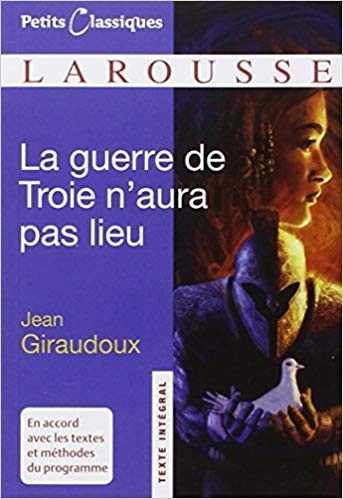 Petits Classiques
LAROUSSE
La guerre de
Troie n'aura
pas lieu
Jean
Giraudoux
En accord
avec les textes
et méthodes
du programme
TEXTE INTÉGRAL